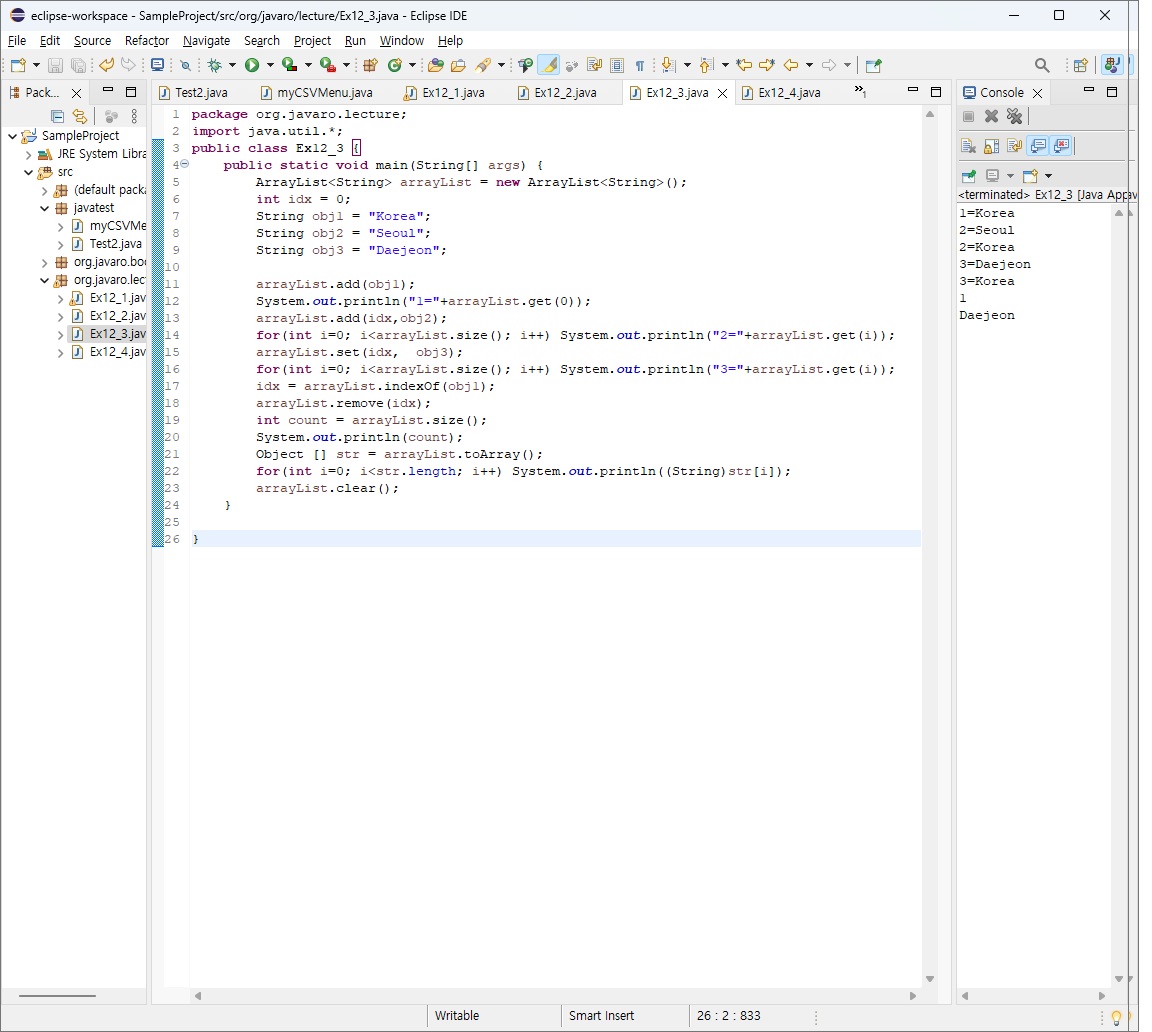 eclipse-workspace - SampleProject/src/org/javaro/lecture/Ex12_3.java - Eclipse IDE
File Edit Source Refactor Navigate Search Project Run Window Help
Pack...
Test2.java myCSVMenu.java Ex12_1.java Ex12_2.java Ex12_3.java Ex12_4.java »1
SampleProject
JRE System Libra
src
(default packa
javatest
myCSVMe
Test2.java
org.javaro.boo
org.javaro.lec
Ex12_1.jav
Ex12_2.jav
Ex12_3.jav
Ex12_4.jav
1 package org.javaro.lecture;
2 import java.util.*;
3 public class Ex12_3 {
4 public static void main(String[] args) {
5 ArrayList<String> arrayList = new ArrayList<String>();
6 int idx = 0;
7 String obj1 = "Korea";
8 String obj2 = "Seoul";
9 String obj3 = "Daejeon";
10
11 arrayList.add(obj1);
12 System.out.println("1="+arrayList.get(0));
13 arrayList.add(idx,obj2);
14 for(int i=0; i<arrayList.size(); i++) System.out.println("2="+arrayList.get(i));
15 arrayList.set(idx,  obj3);
16 for(int i=0; i<arrayList.size(); i++) System.out.println("3="+arrayList.get(i));
17 idx = arrayList.indexOf(obj1);
18 arrayList.remove(idx);
19 int count = arrayList.size();
20 System.out.println(count);
21 Object [] str = arrayList.toArray();
22 for(int i=0; i<str.length; i++) System.out.println((String)str[i]);
23 arrayList.clear();
24 }
25
26 }
Console
<terminated> Ex12_3 [Java App
1=Korea
2=Seoul
2=Korea
3=Daejeon
3=Korea
1
Daejeon
Writable Smart Insert 26 : 2 : 833